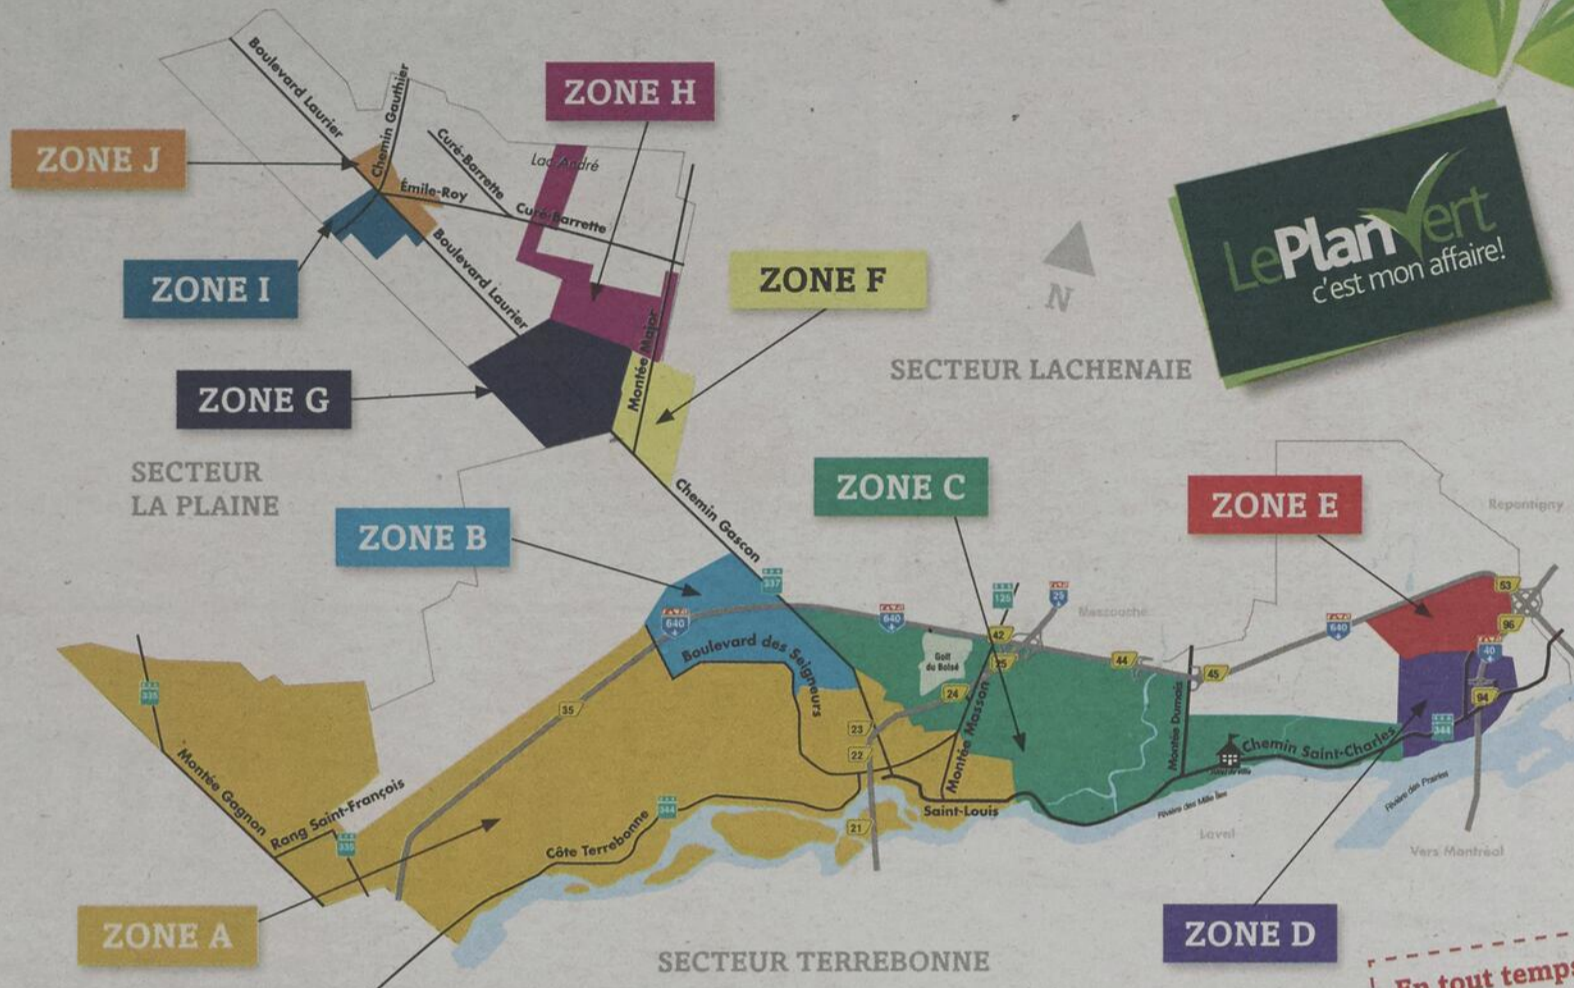 Boulevard Laurier
Chemin Gauthier
ZONE H
ZONE J
Curé-Barrette
Lac André
Émile-Roy
Curé-Barrette
LePlanVert
c'est mon affaire!
ZONE I
Boulevard Laurier
ZONE F
N
Montée Major
SECTEUR LACHENAIE
ZONE G
SECTEUR
LA PLAINE
ZONE C
ZONE E
Repentigny
Chemin Gascon
ZONE B
337
640
Boulevard des Seigneurs
640
125
25
Mascouche
42
25
Golf
du Boisé
24
44
45
640
53
96
40
94
344
335
35
23
22
Montée Masson
Montée Dumais
Chemin Saint-Charles
Hôtel de ville
Montée Gagnon
Rang Saint-François
335
344
Côte Terrebonne
21
Saint-Louis
Rivière des Mille Îles
Rivière des Prairies
Laval
Vers Montréal
ZONE A
ZONE D
SECTEUR TERREBONNE
En tout temps